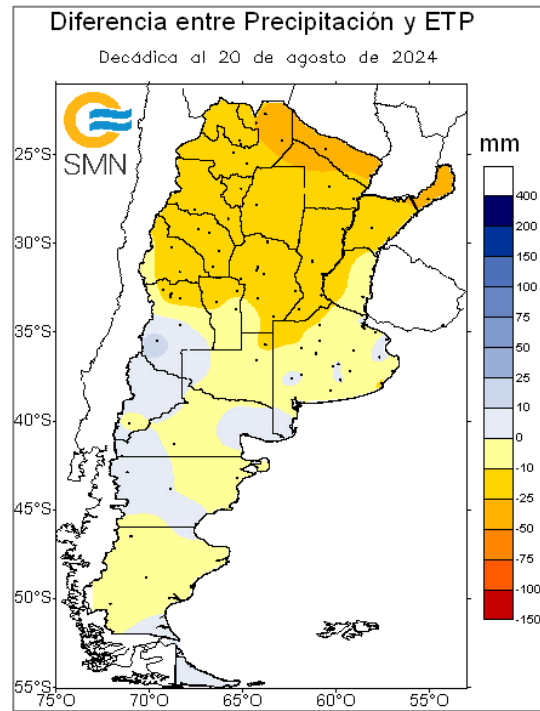 Diferencia entre Precipitación y ETP
Decádica al 20 de agosto de 2024
SMN
mm
400
200
150
100
75
50
25
10
0
-10
-25
-50
-75
-100
-150
25°S
30°S
35°S
40°S
45°S
50°S
55°S
75°O
70°O
65°O
60°O
55°O